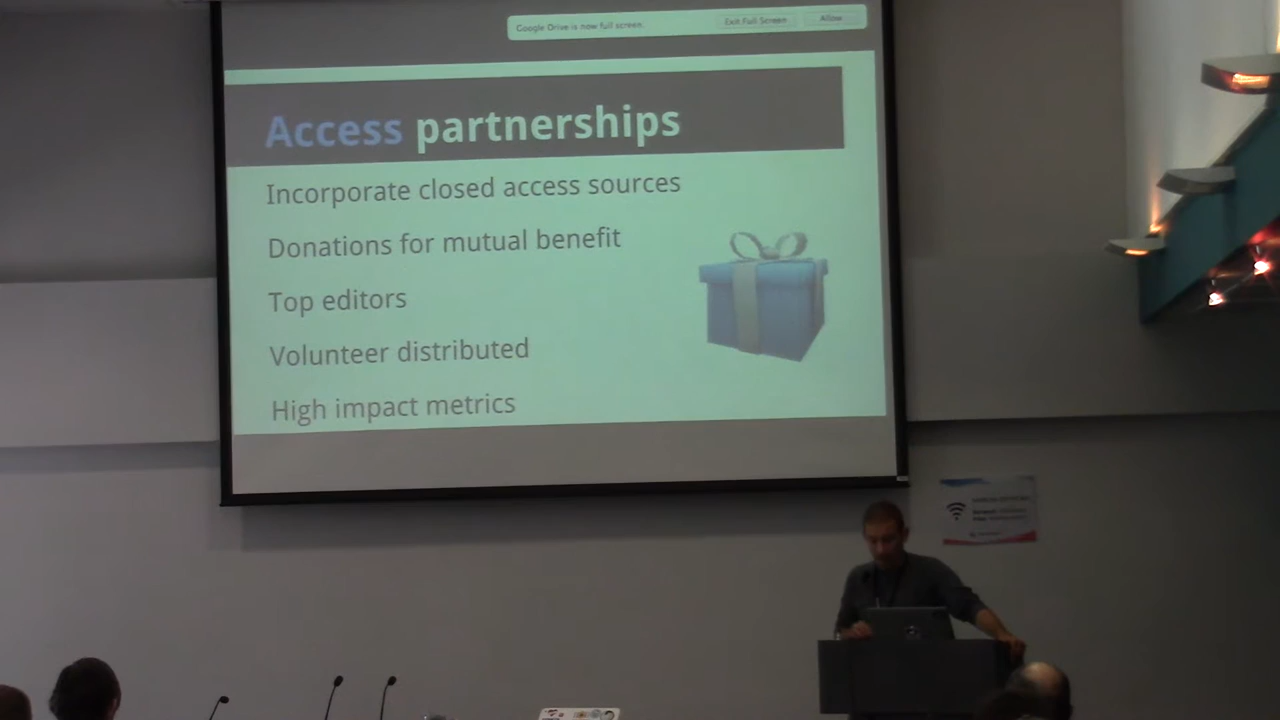 Google Drive is now full screen.
Exit Full Screen
Allow
Access partnerships
Incorporate closed access sources
Donations for mutual benefit
Top editors
Volunteer distributed
High impact metrics